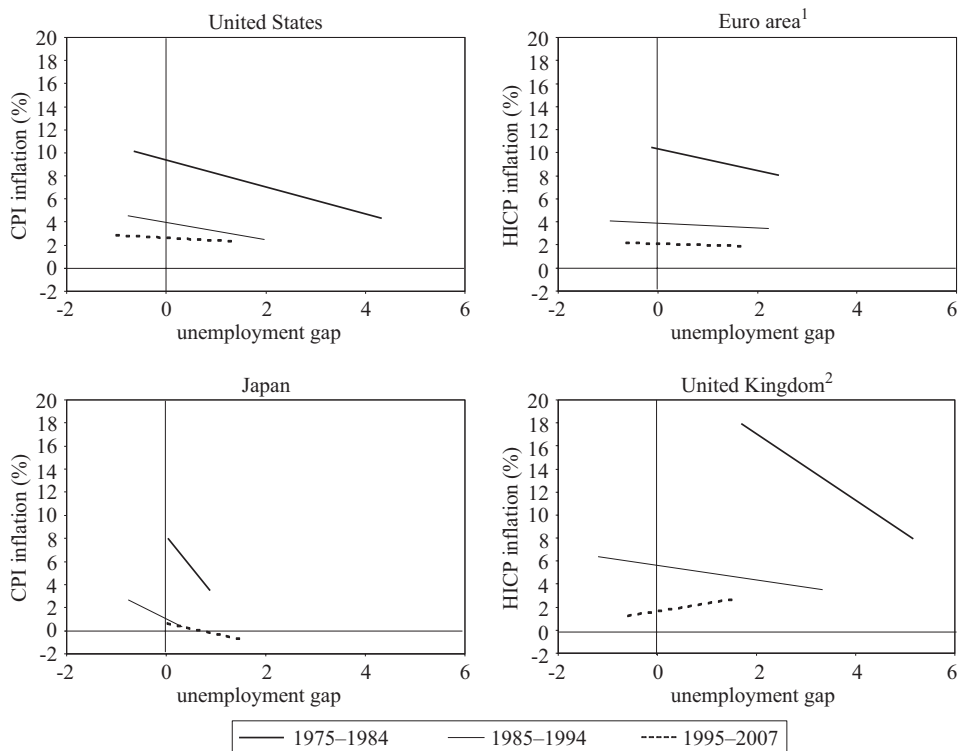 United States
CPI inflation (%)
20
18
16
14
12
10
8
6
4
2
0
-2
-2 0 2 4 6
unemployment gap
Euro area1
HICP inflation (%)
20
18
16
14
12
10
8
6
4
2
0
-2
-2 0 2 4 6
unemployment gap
Japan
CPI inflation (%)
20
18
16
14
12
10
8
6
4
2
0
-2
-2 0 2 4 6
unemployment gap
United Kingdom2
HICP inflation (%)
20
18
16
14
12
10
8
6
4
2
0
-2
-2 0 2 4 6
unemployment gap
1975–1984 1985–1994 1995–2007